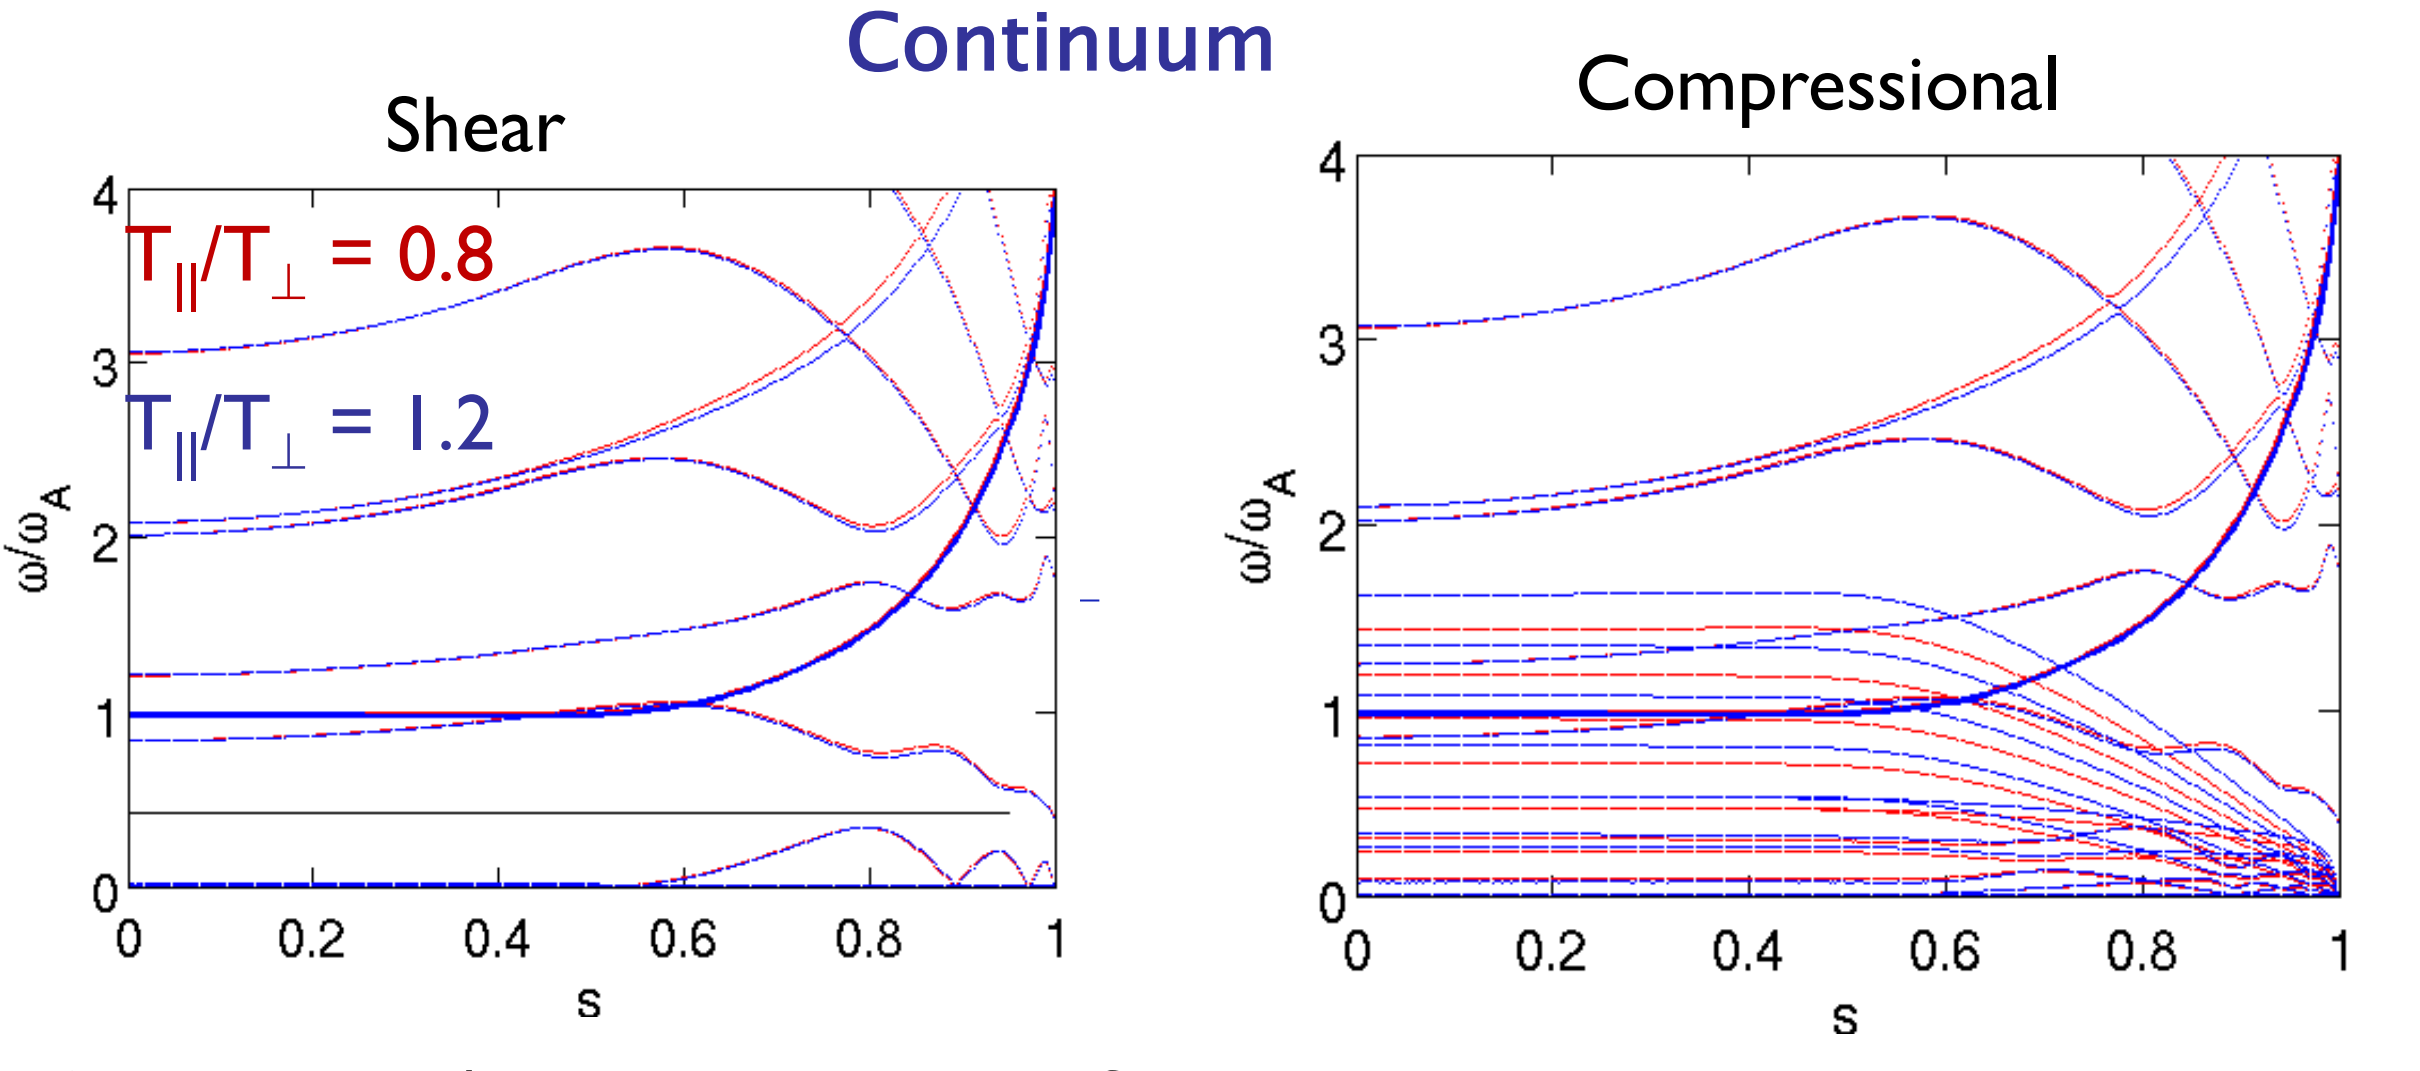 Continuum
Shear
4
3
2
1
0
T||/T⊥ = 0.8
T||/T⊥ = 1.2
ω/ωA
0 0.2 0.4 0.6 0.8 1
s
Compressional
4
3
2
1
0
ω/ωA
0 0.2 0.4 0.6 0.8 1
s